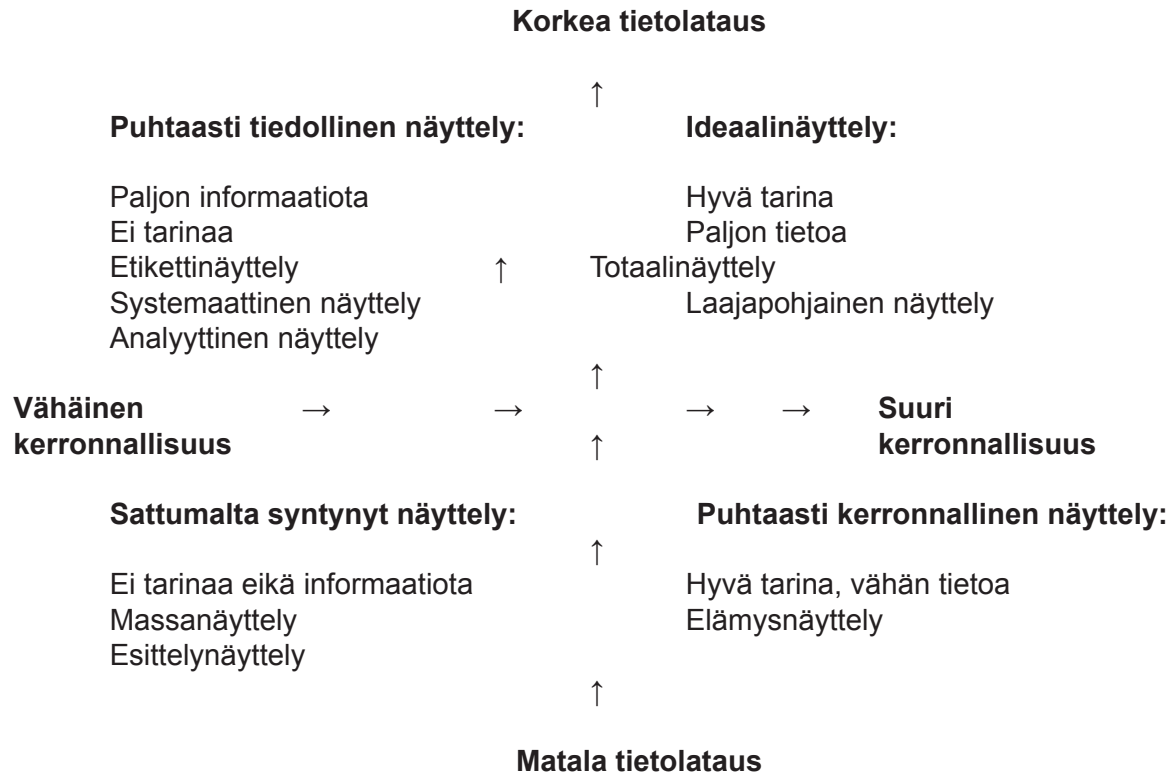 Korkea tietolataus
↑
Puhtaasti tiedollinen näyttely: Ideaalinäyttely:
Paljon informaatiota Hyvä tarina
Ei tarinaa Paljon tietoa
Etikettinäyttely ↑ Totaalinäyttely
Systemaattinen näyttely Laajapohjainen näyttely
Analyyttinen näyttely
↑
Vähäinen → → → → Suuri
kerronnallisuus ↑ kerronnallisuus
Sattumalta syntynyt näyttely: Puhtaasti kerronnallinen näyttely:
↑
Ei tarinaa eikä informaatiota Hyvä tarina, vähän tietoa
Massanäyttely Elämysnäyttely
Esittelynäyttely
↑
Matala tietolataus